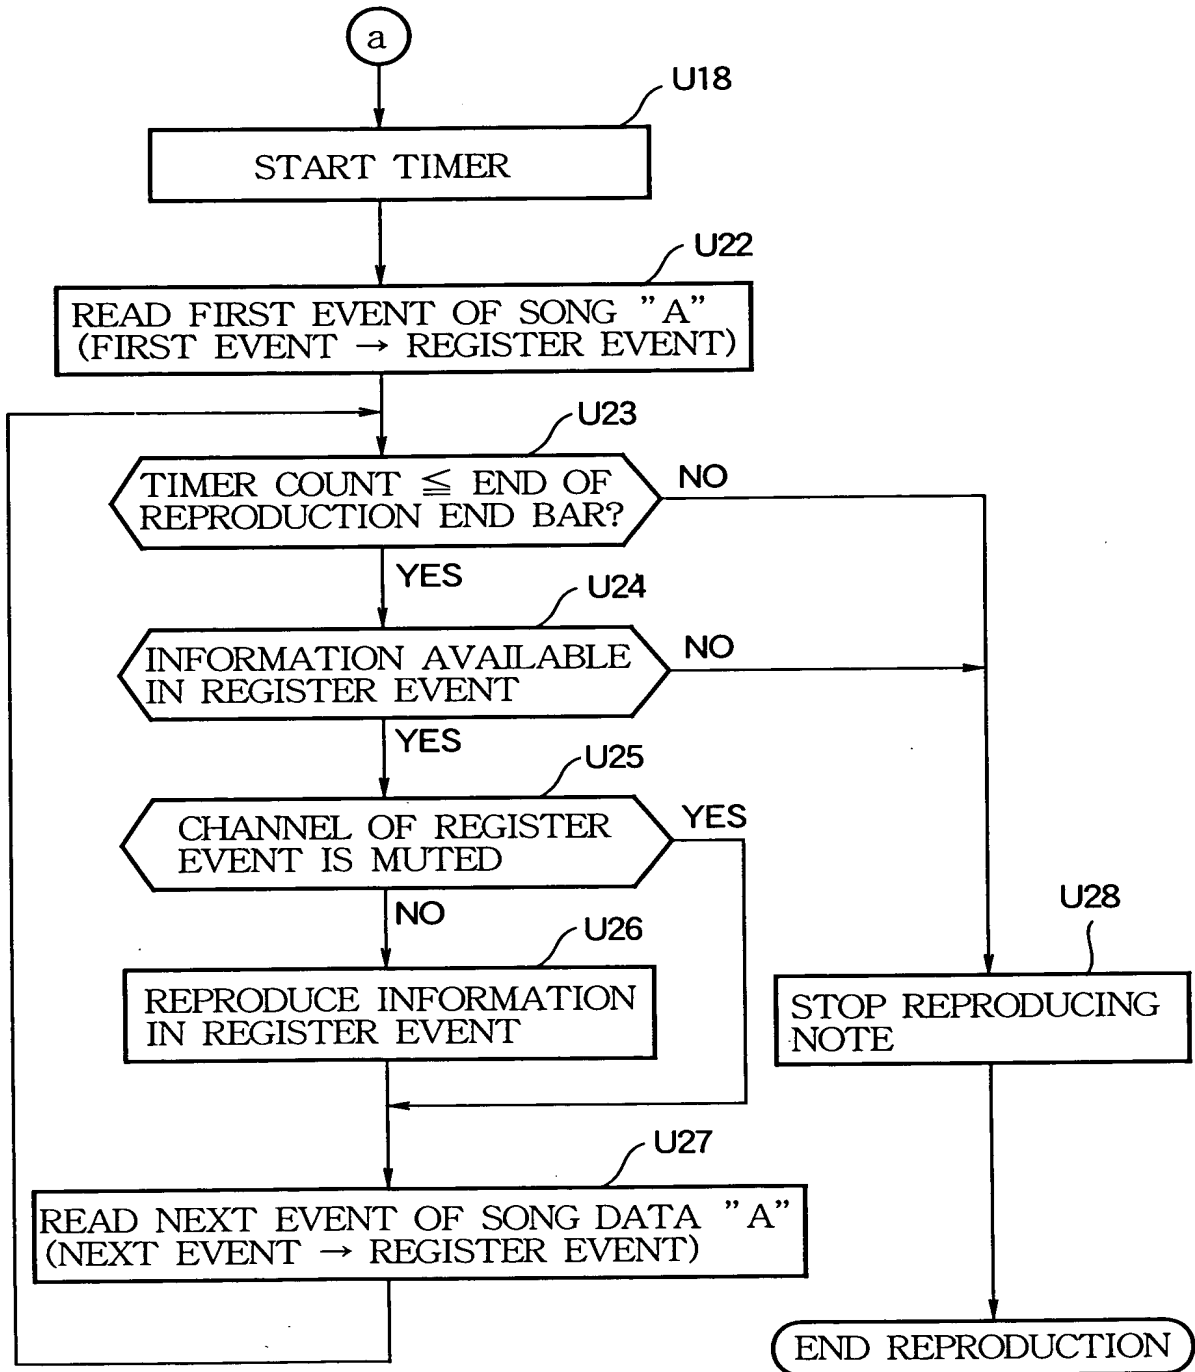 a
U18
START TIMER
U22
READ FIRST EVENT OF SONG "A"
(FIRST EVENT → REGISTER EVENT)
U23
TIMER COUNT ≦ END OF
REPRODUCTION END BAR?
NO
YES
U24
INFORMATION AVAILABLE
IN REGISTER EVENT
NO
YES
U25
CHANNEL OF REGISTER
EVENT IS MUTED
YES
NO
U26
REPRODUCE INFORMATION
IN REGISTER EVENT
U28
STOP REPRODUCING
NOTE
U27
READ NEXT EVENT OF SONG DATA "A"
(NEXT EVENT → REGISTER EVENT)
END REPRODUCTION